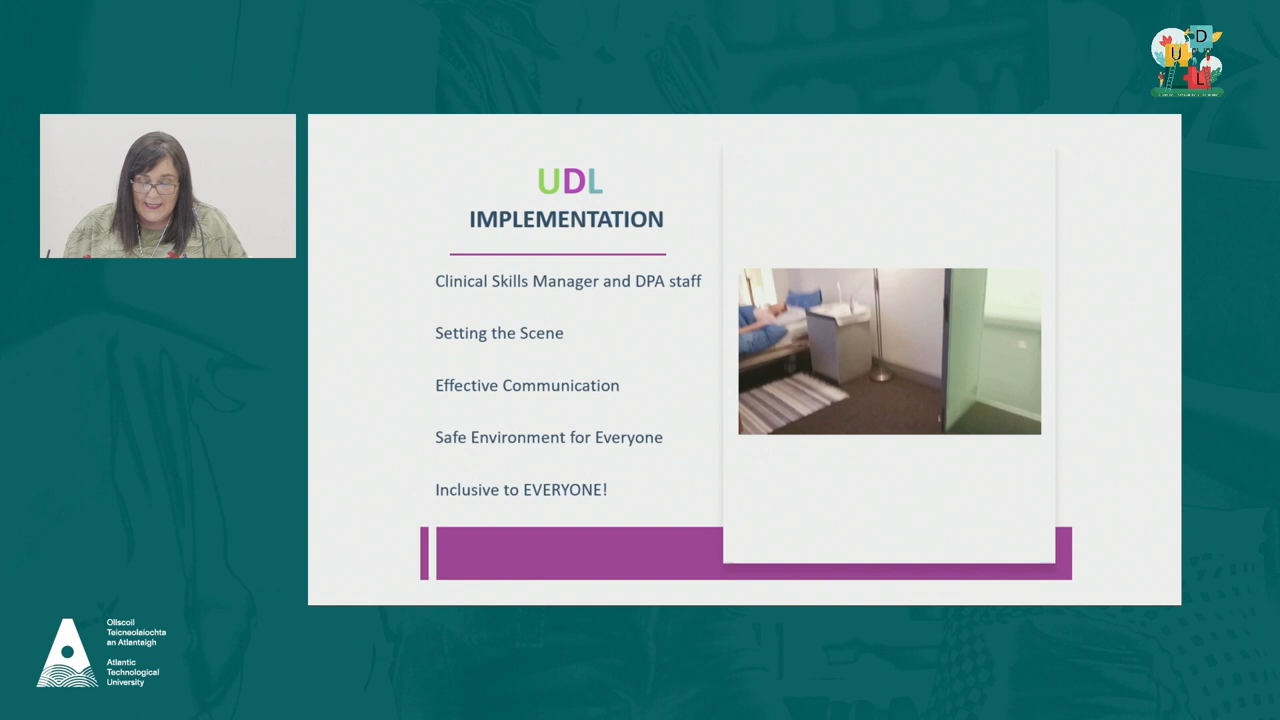 D
U
L
UDL
IMPLEMENTATION
Clinical Skills Manager and DPA staff
Setting the Scene
Effective Communication
Safe Environment for Everyone
Inclusive to EVERYONE!
Ollscoil
Teicneolaíochta
an Atlantaigh
Atlantic
Technological
University